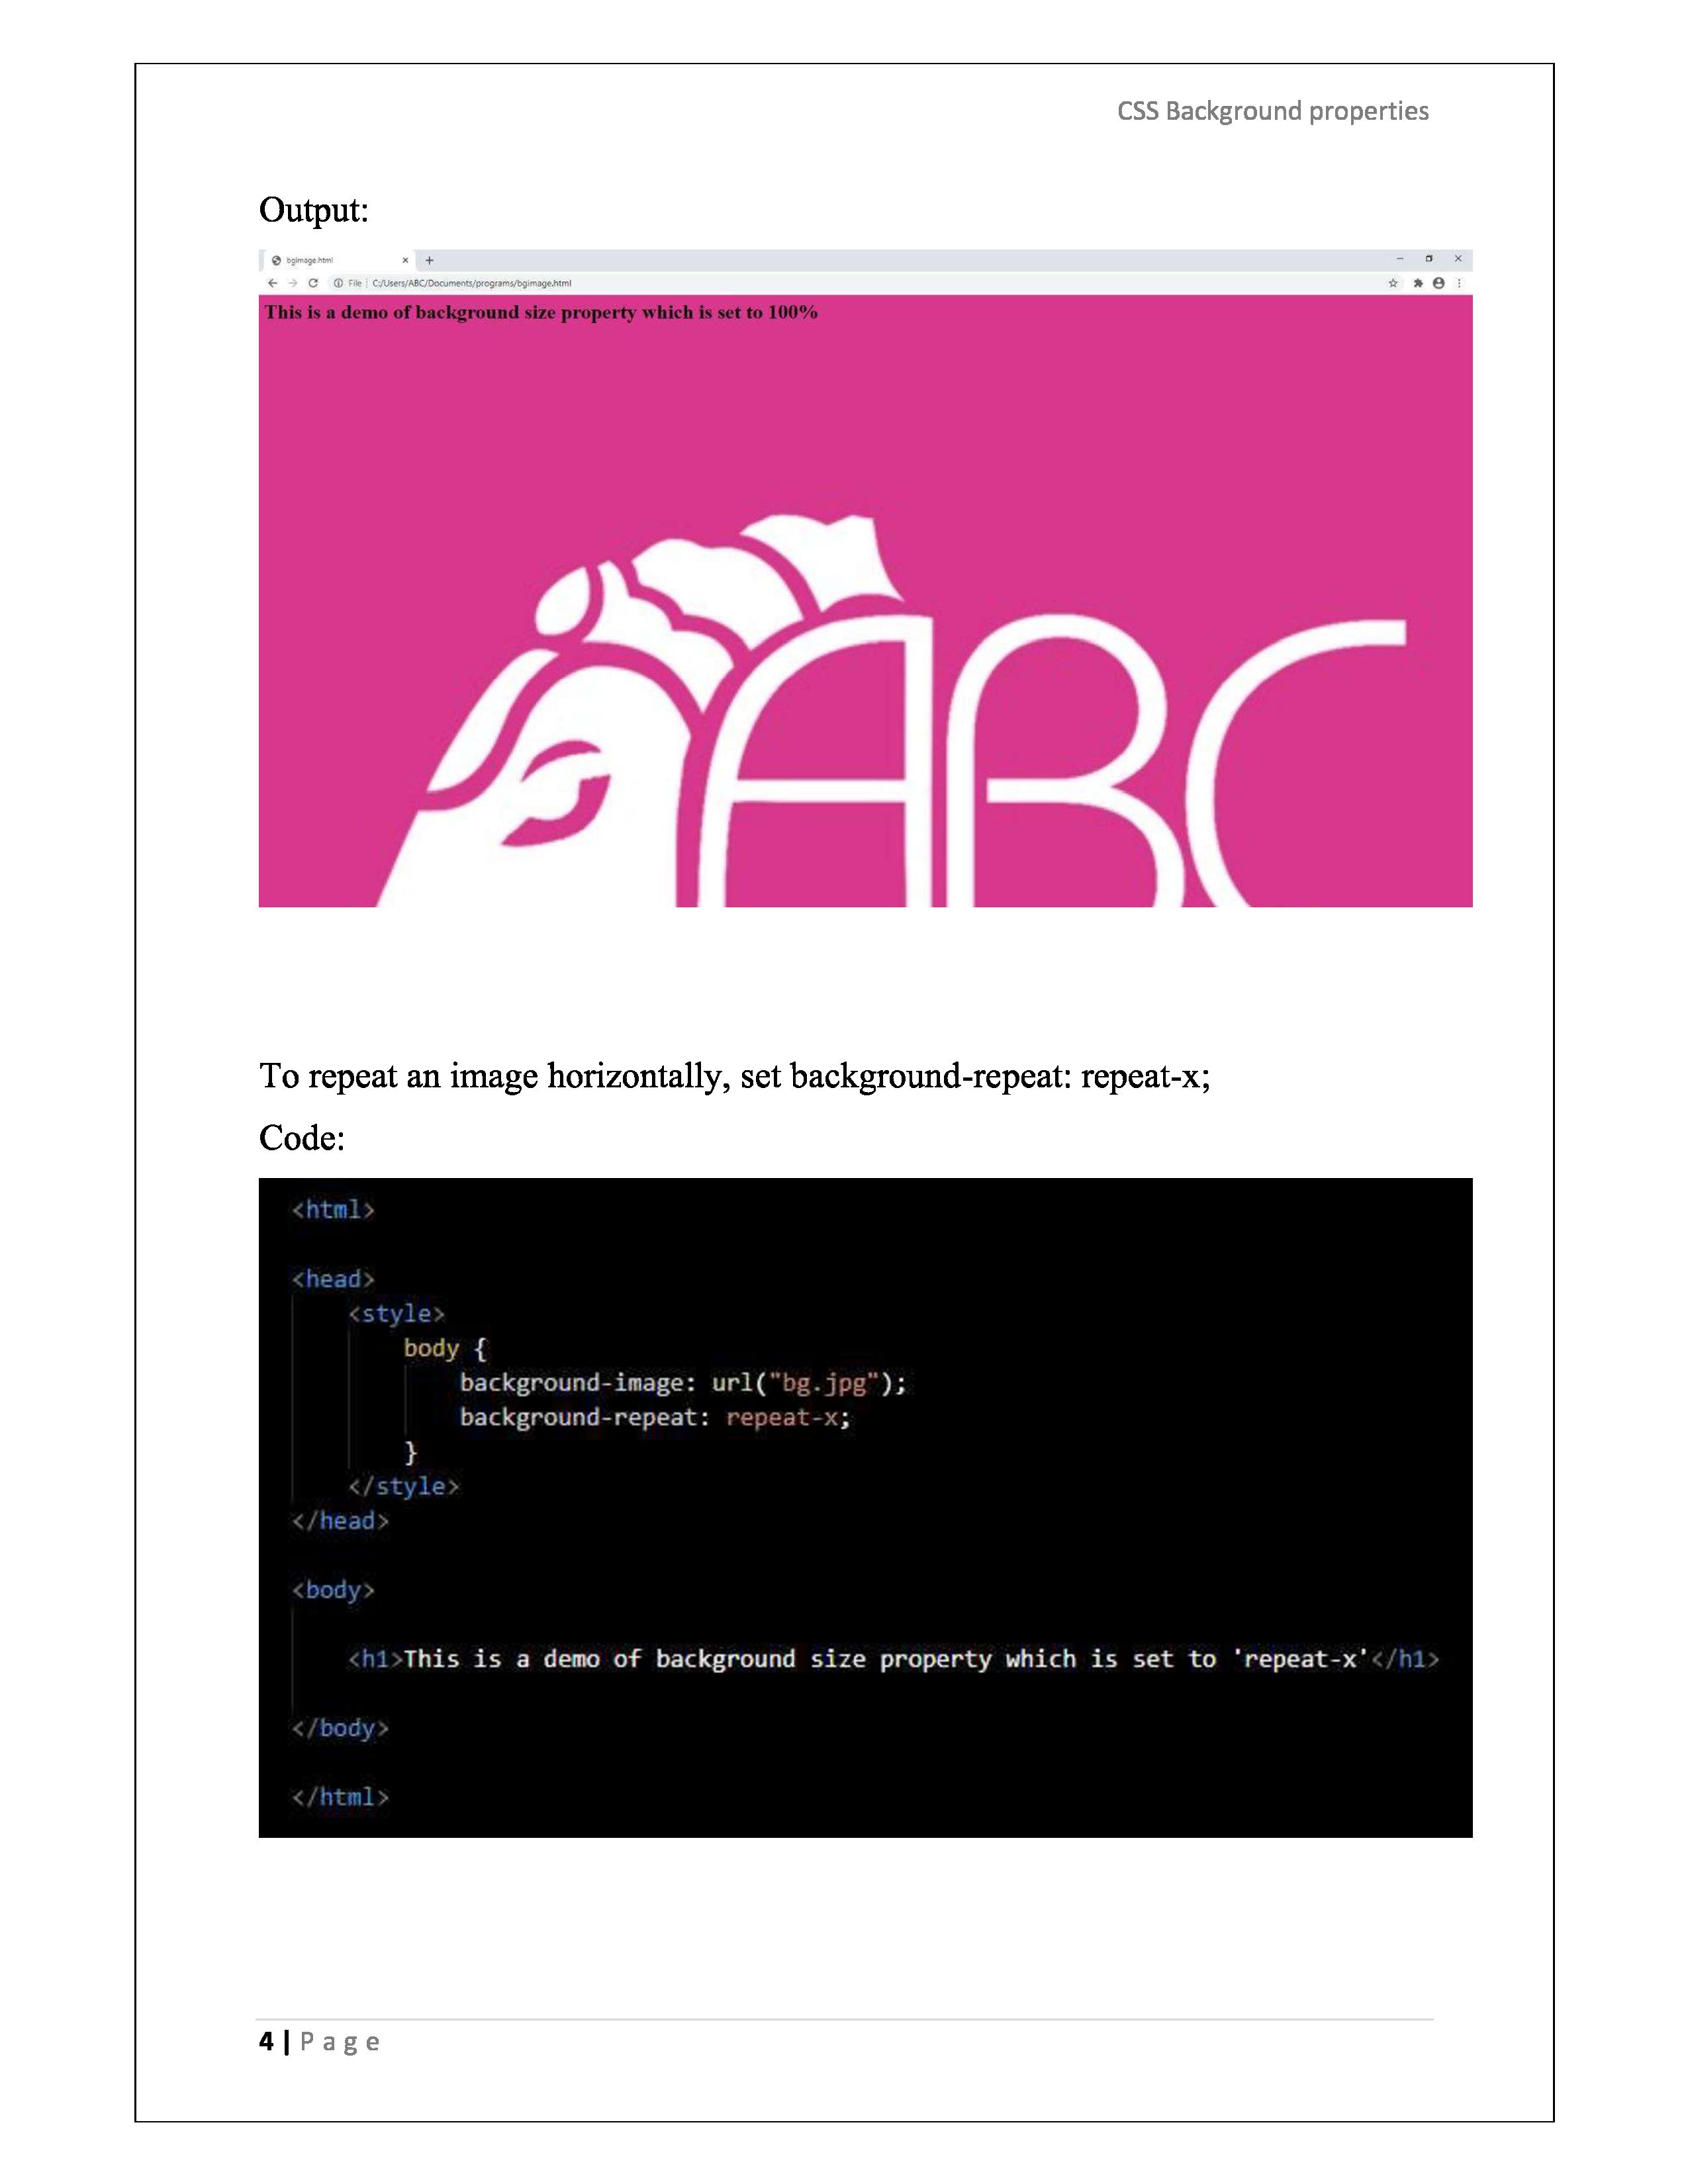 CSS Background properties
Output:
bgimage.html
File | C:/Users/ABC/Documents/programs/bgimage.html
This is a demo of background size property which is set to 100%
ABC
To repeat an image horizontally, set background-repeat: repeat-x;
Code:
<html>
<head>
<style>
body {
background-image: url("bg.jpg");
background-repeat: repeat-x;
}
</style>
</head>
<body>
<h1>This is a demo of background size property which is set to 'repeat-x'</h1>
</body>
</html>
4 | Page